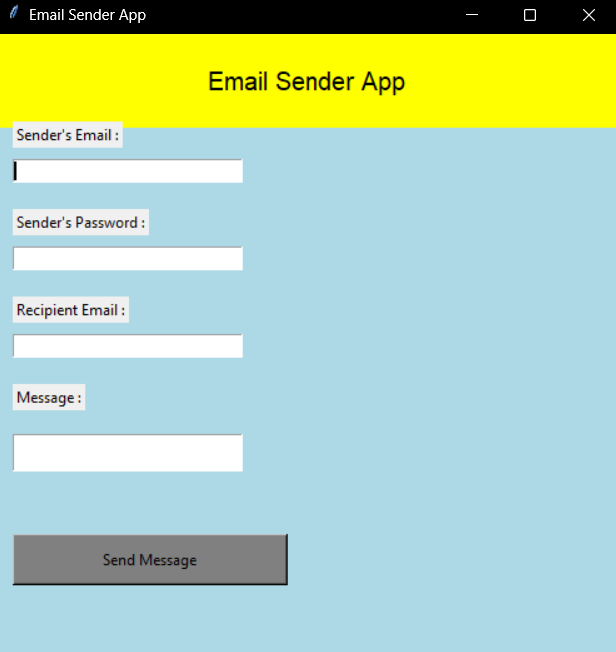 Email Sender App
Email Sender App
Sender's Email :
Sender's Password :
Recipient Email :
Message :
Send Message